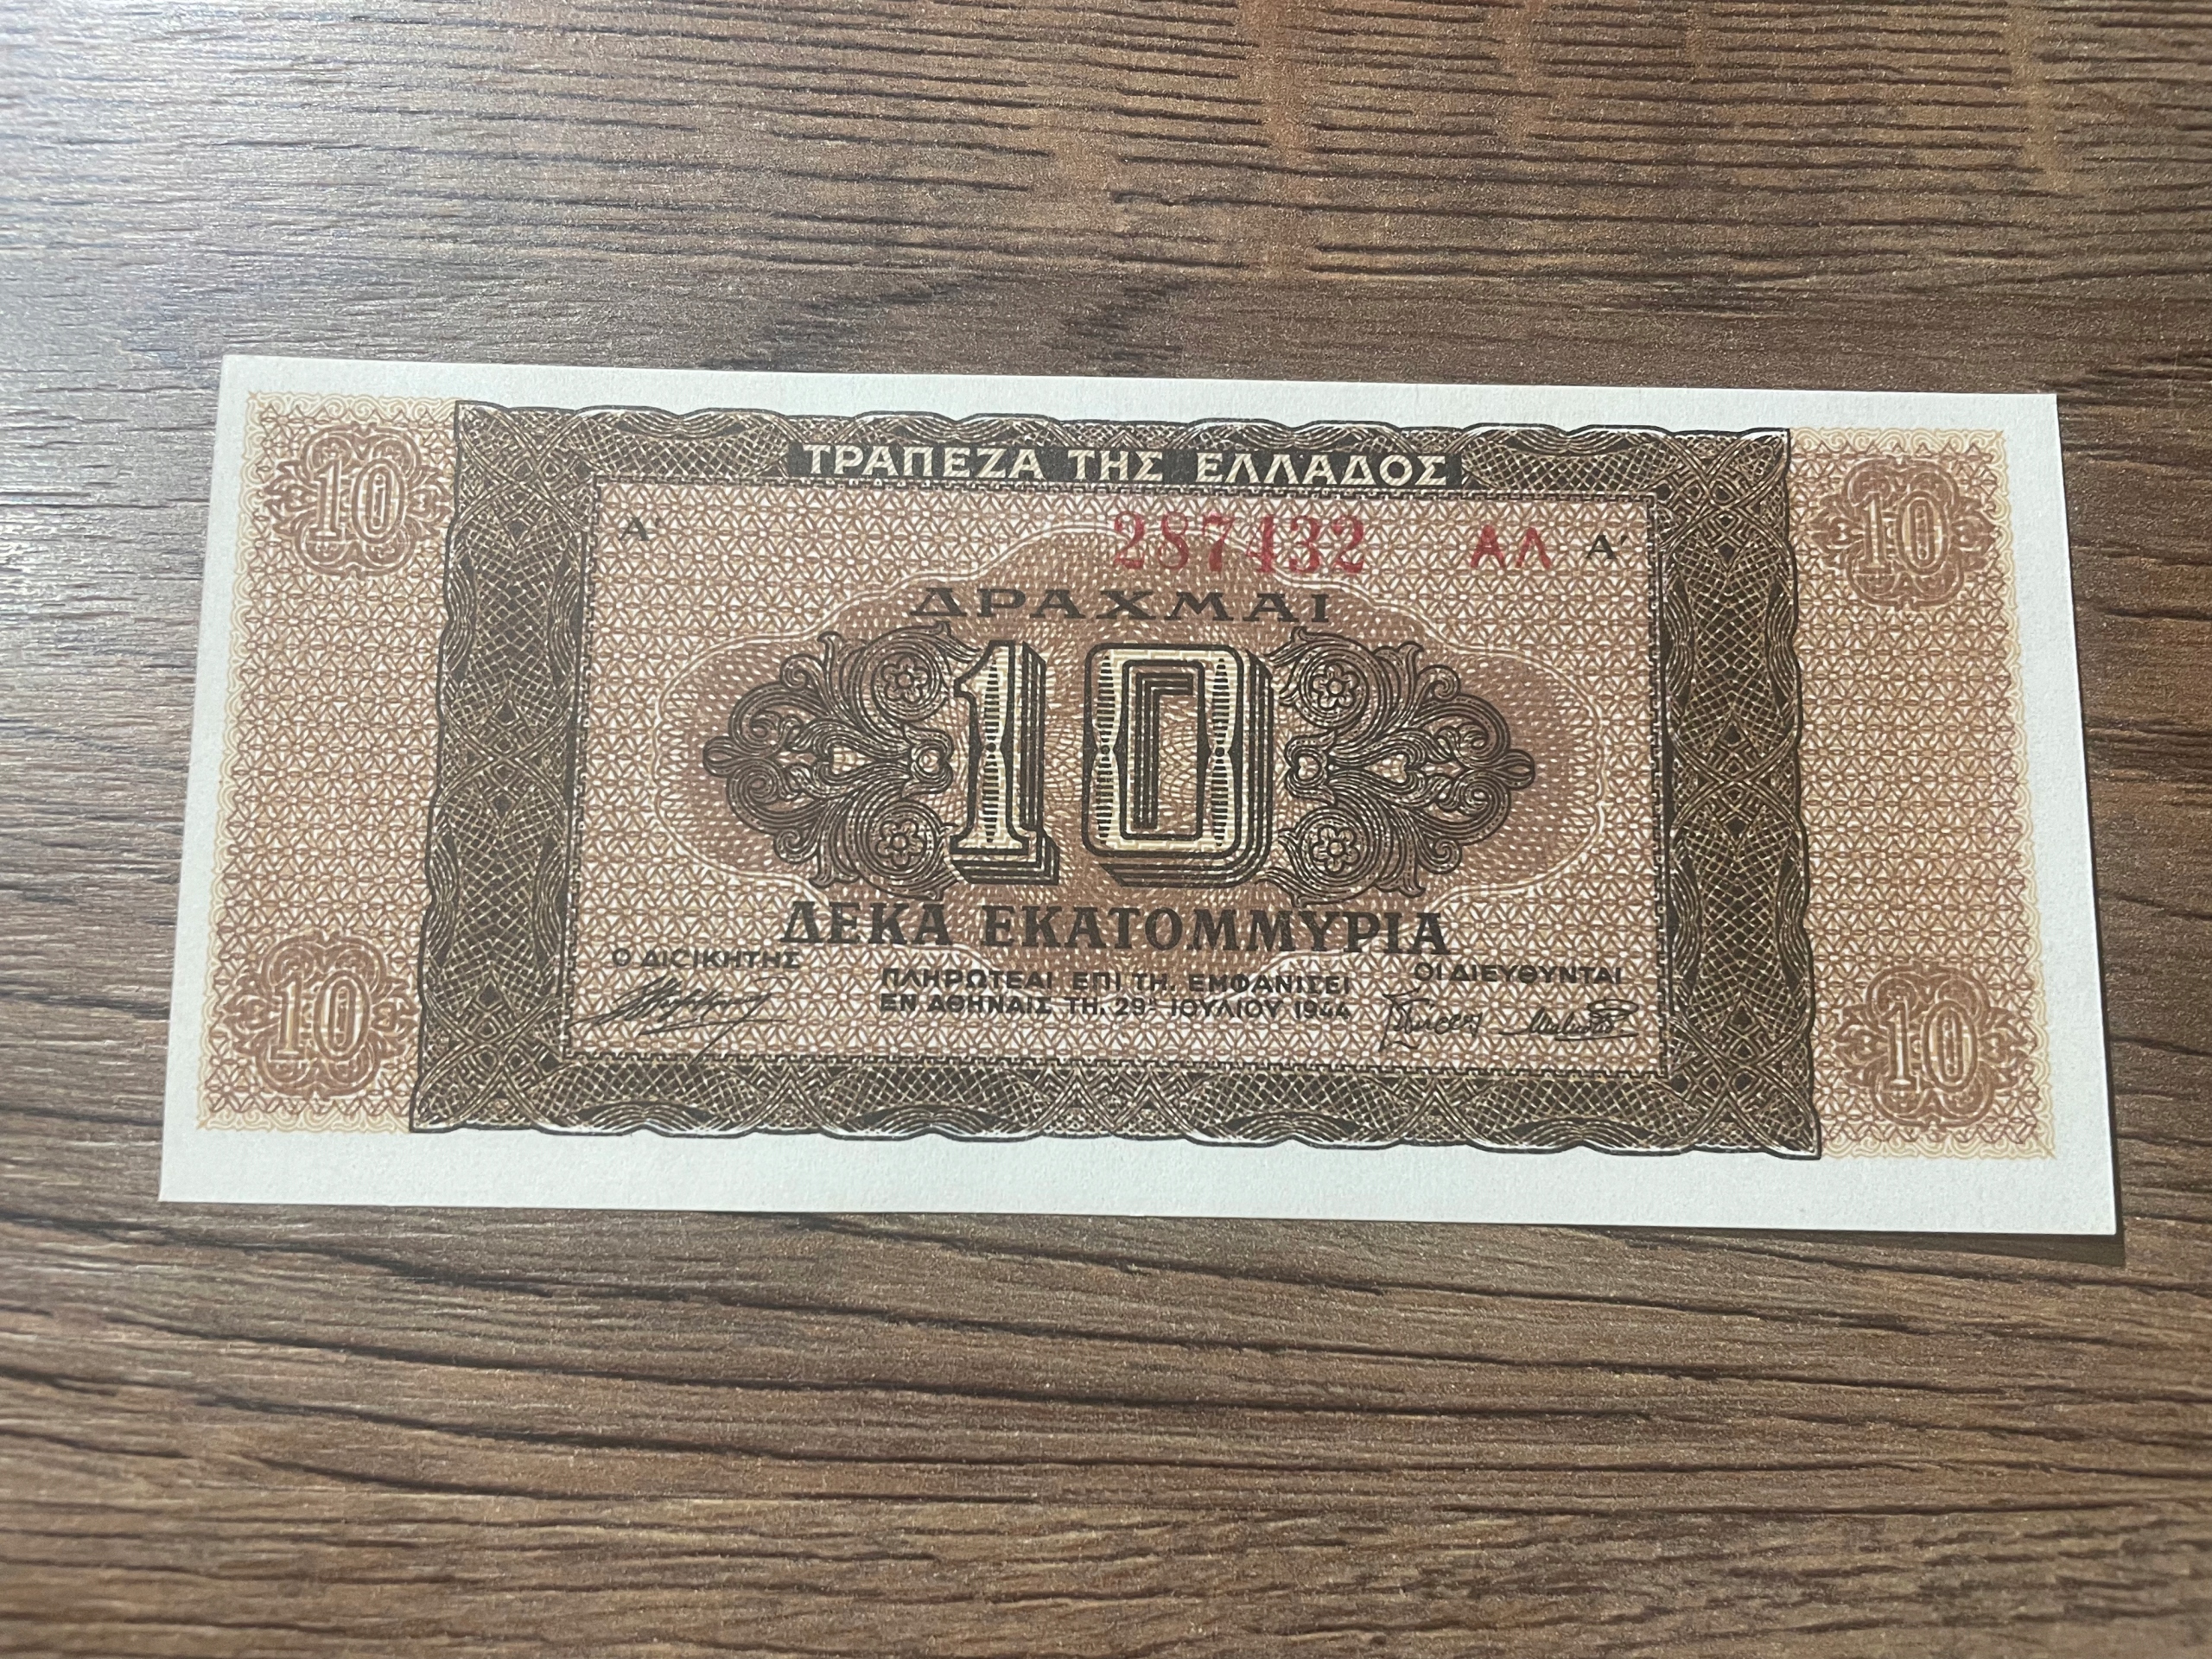 ΤΡΑΠΕΖΑ ΤΗΣ ΕΛΛΑΔΟΣ
10
10
Α'
287432 ΑΛ Α'
ΔΡΑΧΜΑΙ
10
ΔΕΚΑ ΕΚΑΤΟΜΜΥΡΙΑ
Ο ΔΙΟΙΚΗΤΗΣ
ΠΛΗΡΩΤΕΑΙ ΕΠΙ ΤΗ. ΕΜΦΑΝΙΣΕΙ
ΕΝ ΑΘΗΝΑΙΣ ΤΗ. 29ῃ ΙΟΥΛΙΟΥ 1944
ΟΙ ΔΙΕΥΘΥΝΤΑΙ
10
10